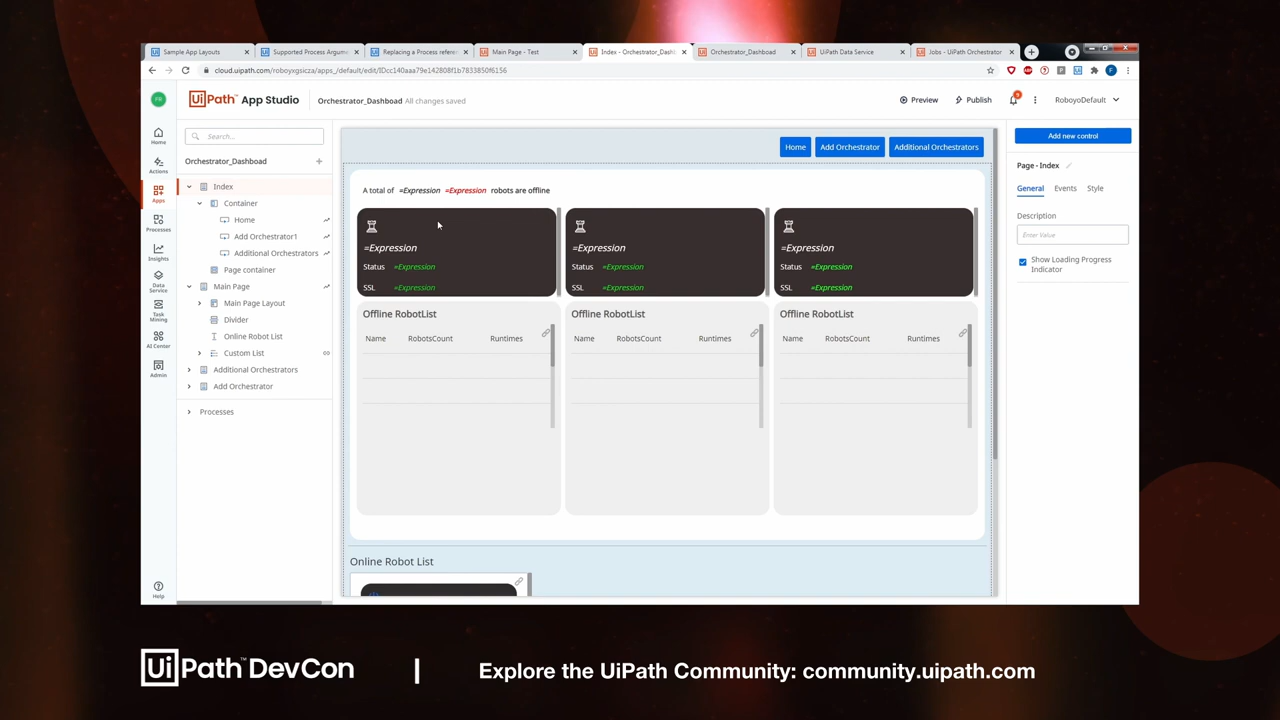 Sample App Layouts
Supported Process Argume
Replacing a Process refere
Main Page - Test
Index - Orchestrator_Dashb
Orchestrator_Dashboad
UiPath Data Service
Jobs - UiPath Orchestrator
cloud.uipath.com/roboyxgsicza/apps_/default/edit/IDcc140aaa79e142808f1b7833850f6156
FR
UiPath App Studio
Orchestrator_Dashboad All changes saved
Preview
Publish
RoboyoDefault
Home
Actions
Apps
Processes
Insights
Data
Service
Task
Mining
AI Center
Admin
Help
Search...
Orchestrator_Dashboad
Index
Container
Home
Add Orchestrator1
Additional Orchestrators
Page container
Main Page
Main Page Layout
Divider
Online Robot List
Custom List
Additional Orchestrators
Add Orchestrator
Processes
Home
Add Orchestrator
Additional Orchestrators
A total of =Expression =Expression robots are offline
=Expression
Status =Expression
SSL =Expression
=Expression
Status =Expression
SSL =Expression
=Expression
Status =Expression
SSL =Expression
Offline RobotList
Name RobotsCount Runtimes
Offline RobotList
Name RobotsCount Runtimes
Offline RobotList
Name RobotsCount Runtimes
Online Robot List
Add new control
Page - Index
General
Events
Style
Description
Enter Value
Show Loading Progress
Indicator
UiPath™ DevCon | Explore the UiPath Community: community.uipath.com